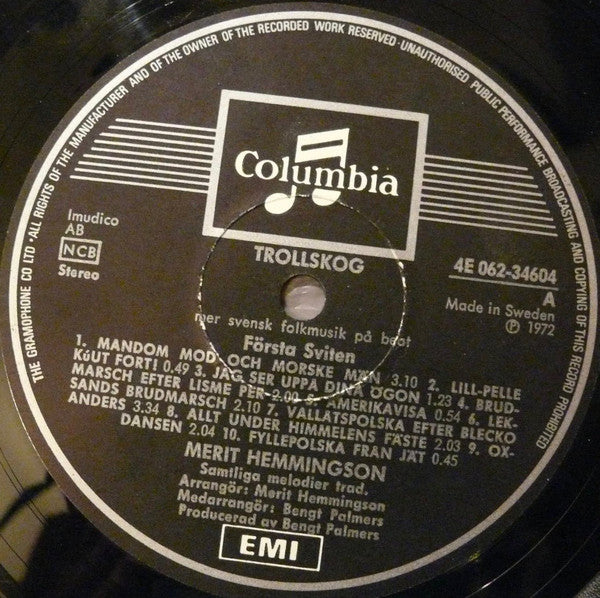 THE GRAMOPHONE CO LTD · ALL RIGHTS OF THE MANUFACTURER AND OF THE OWNER OF THE RECORDED WORK RESERVED · UNAUTHORISED PUBLIC PERFORMANCE BROADCASTING AND COPYING OF THIS RECORD PROHIBITED
Columbia
Imudico
AB
NCB
Stereo
TROLLSKOG
4E 062-34604
A
Made in Sweden
℗ 1972
mer svensk folkmusik på beat
Första Sviten
1. MANDOM MOD OCH MORSKE MÄN 3.10 2. LILL-PELLE
FORT! 0.49 3. JAG SER UPPÅ DINA ÖGON 1.23 4. BRUD-
MARSCH EFTER LISME PER 2.00 5. AMERIKAVISA 0.54 6. LEK-
SANDS BRUDMARSCH 2.10 7. VALLÅTSPOLSKA EFTER BLECKO
ANDERS 3.34 8. ALLT UNDER HIMMELENS FÄSTE 2.03 9. OX-
DANSEN 2.04 10. FYLLEPOLSKA FRÅN JÄT 0.45
MERIT HEMMINGSON
Samtliga melodier trad.
Arrangör: Merit Hemmingson
Medarrangör: Bengt Palmers
Producerad av Bengt Palmers
EMI